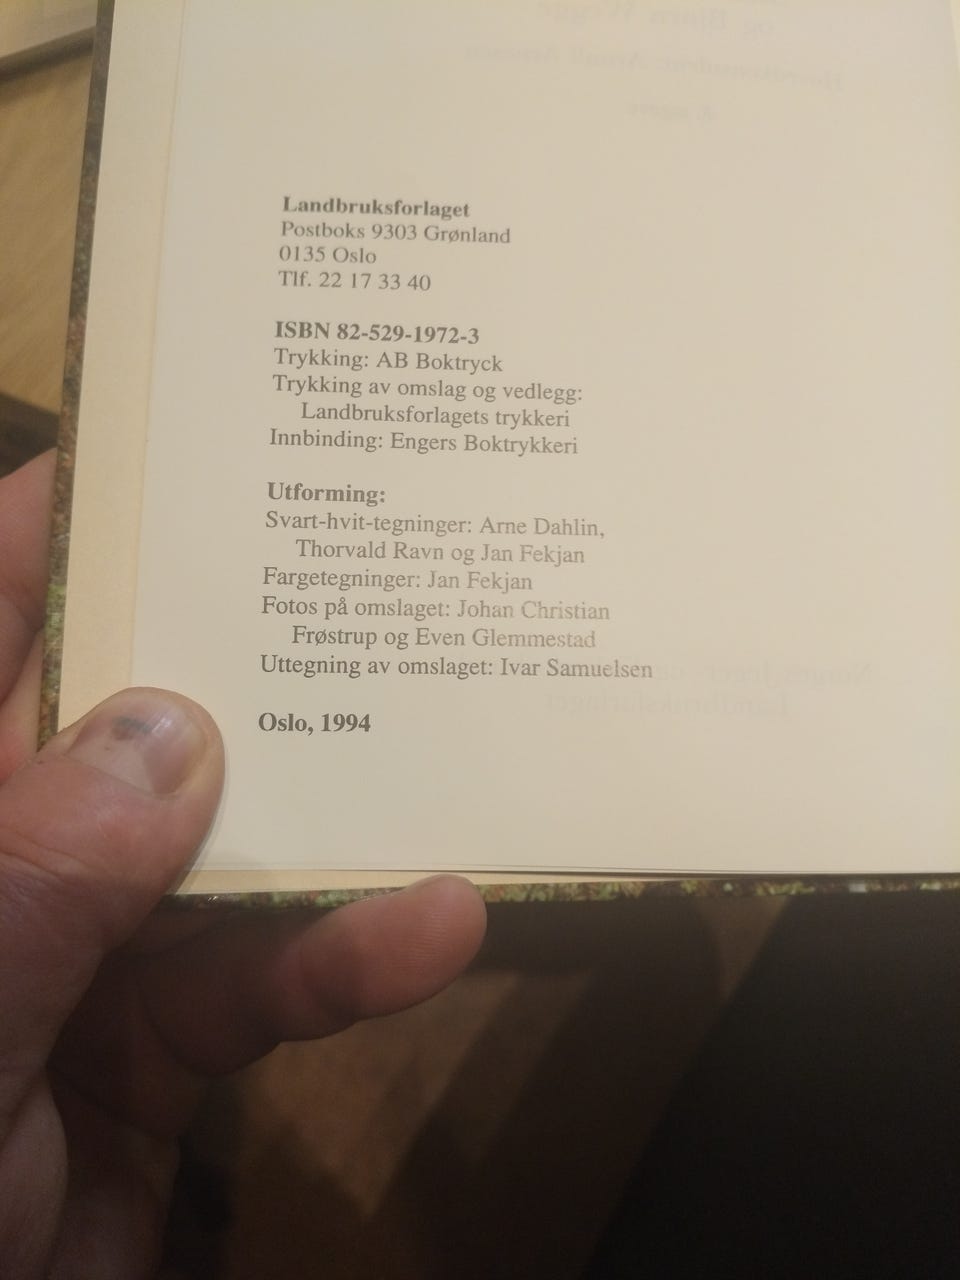 Landbruksforlaget
Postboks 9303 Grønland
0135 Oslo
Tlf. 22 17 33 40
ISBN 82-529-1972-3
Trykking: AB Boktryck
Trykking av omslag og vedlegg:
Landbruksforlagets trykkeri
Innbinding: Engers Boktrykkeri
Utforming:
Svart-hvit-tegninger: Arne Dahlin,
Thorvald Ravn og Jan Fekjan
Fargetegninger: Jan Fekjan
Fotos på omslaget: Johan Christian
Frøstrup og Even Glemmestad
Uttegning av omslaget: Ivar Samuelsen
Oslo, 1994